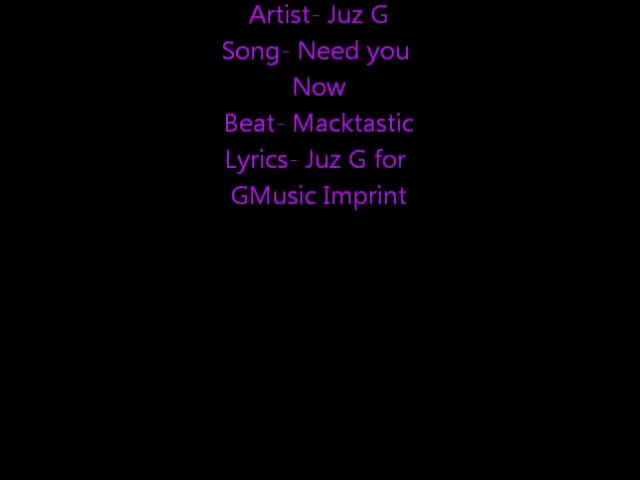 Artist- Juz G
Song- Need you
Now
Beat- Macktastic
Lyrics- Juz G for
GMusic Imprint